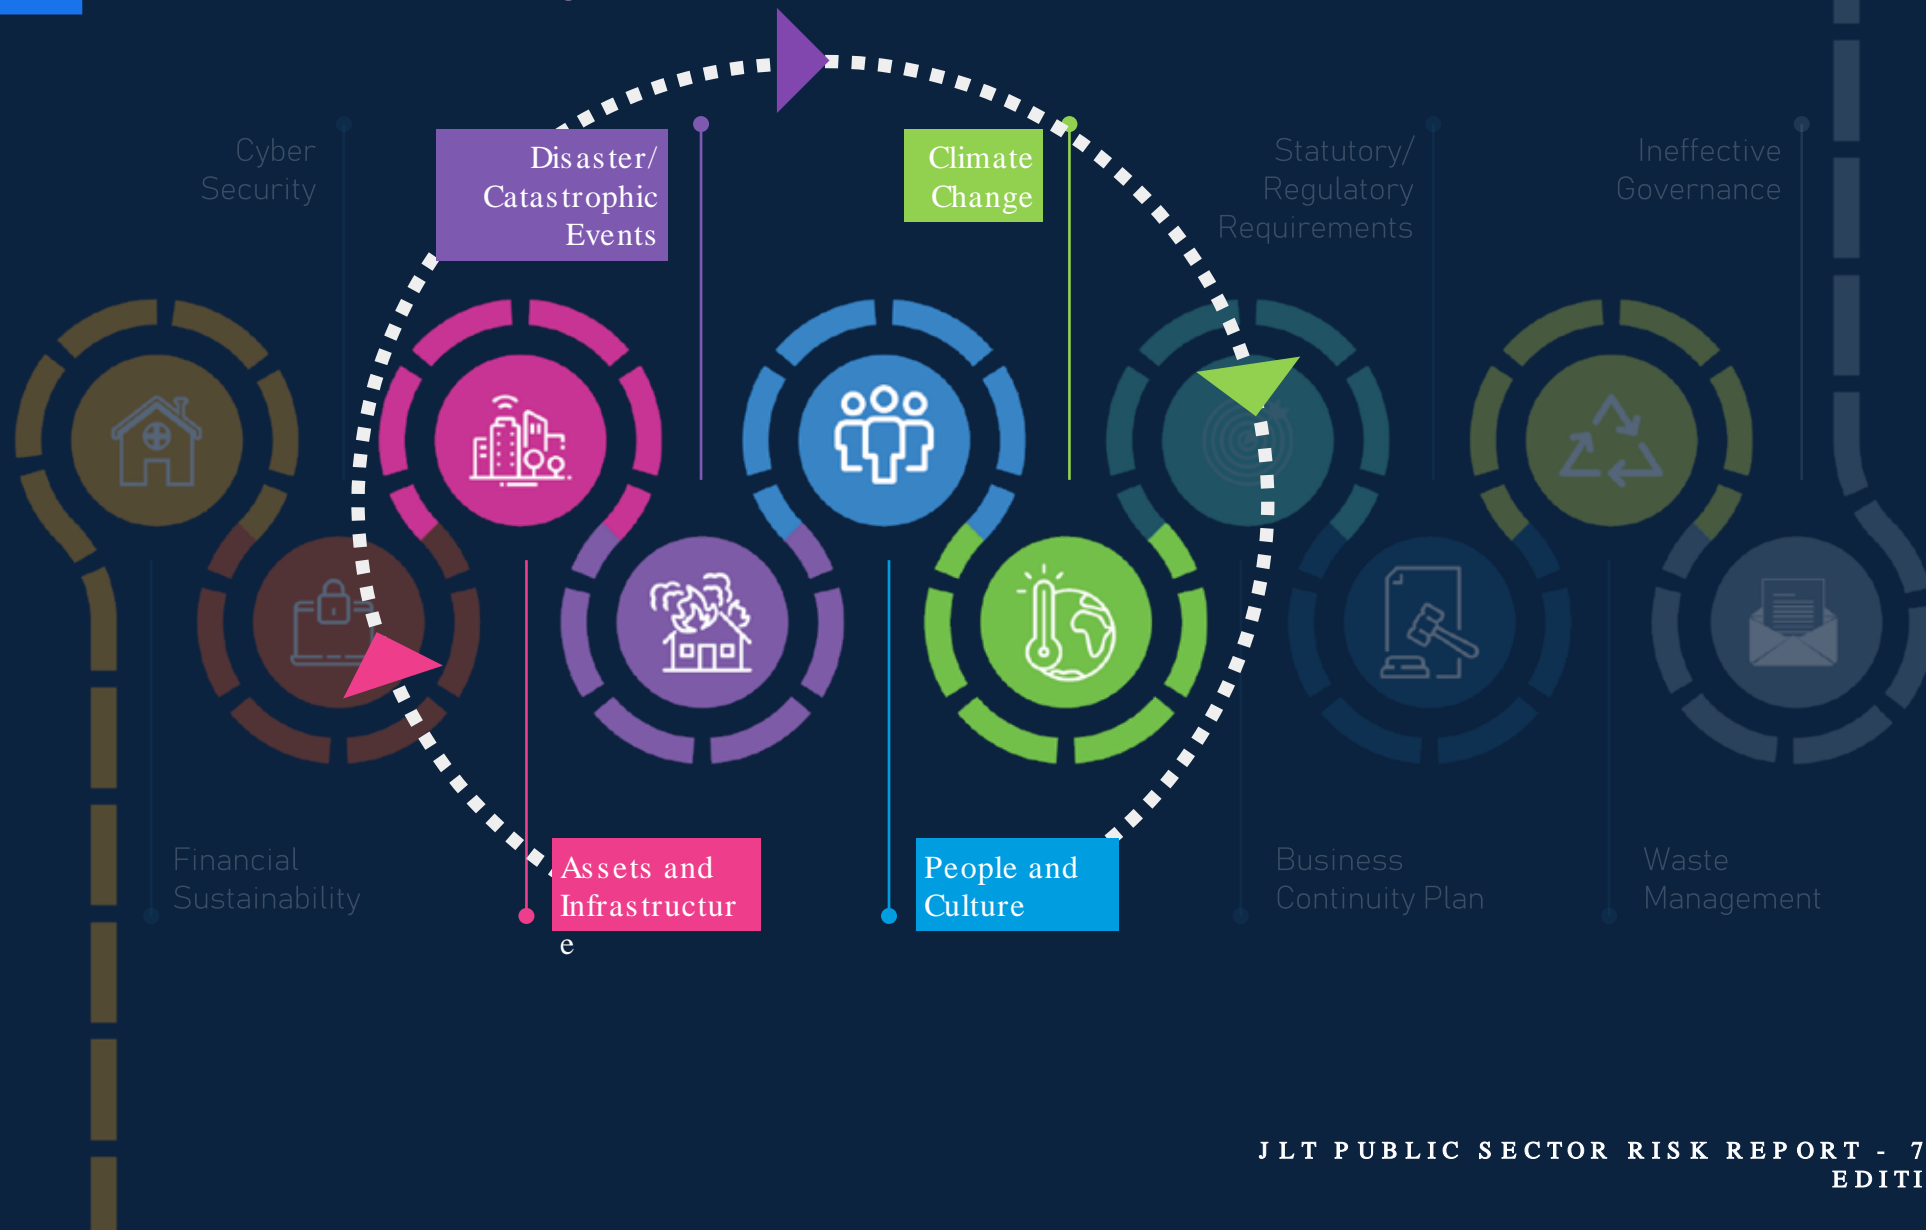 Cyber
Security
Disaster/
Catastrophic
Events
Climate
Change
Statutory/
Regulatory
Requirements
Ineffective
Governance
Financial
Sustainability
Assets and
Infrastructur
e
People and
Culture
Business
Continuity Plan
Waste
Management
JLT PUBLIC SECTOR RISK REPORT - 7
EDITI